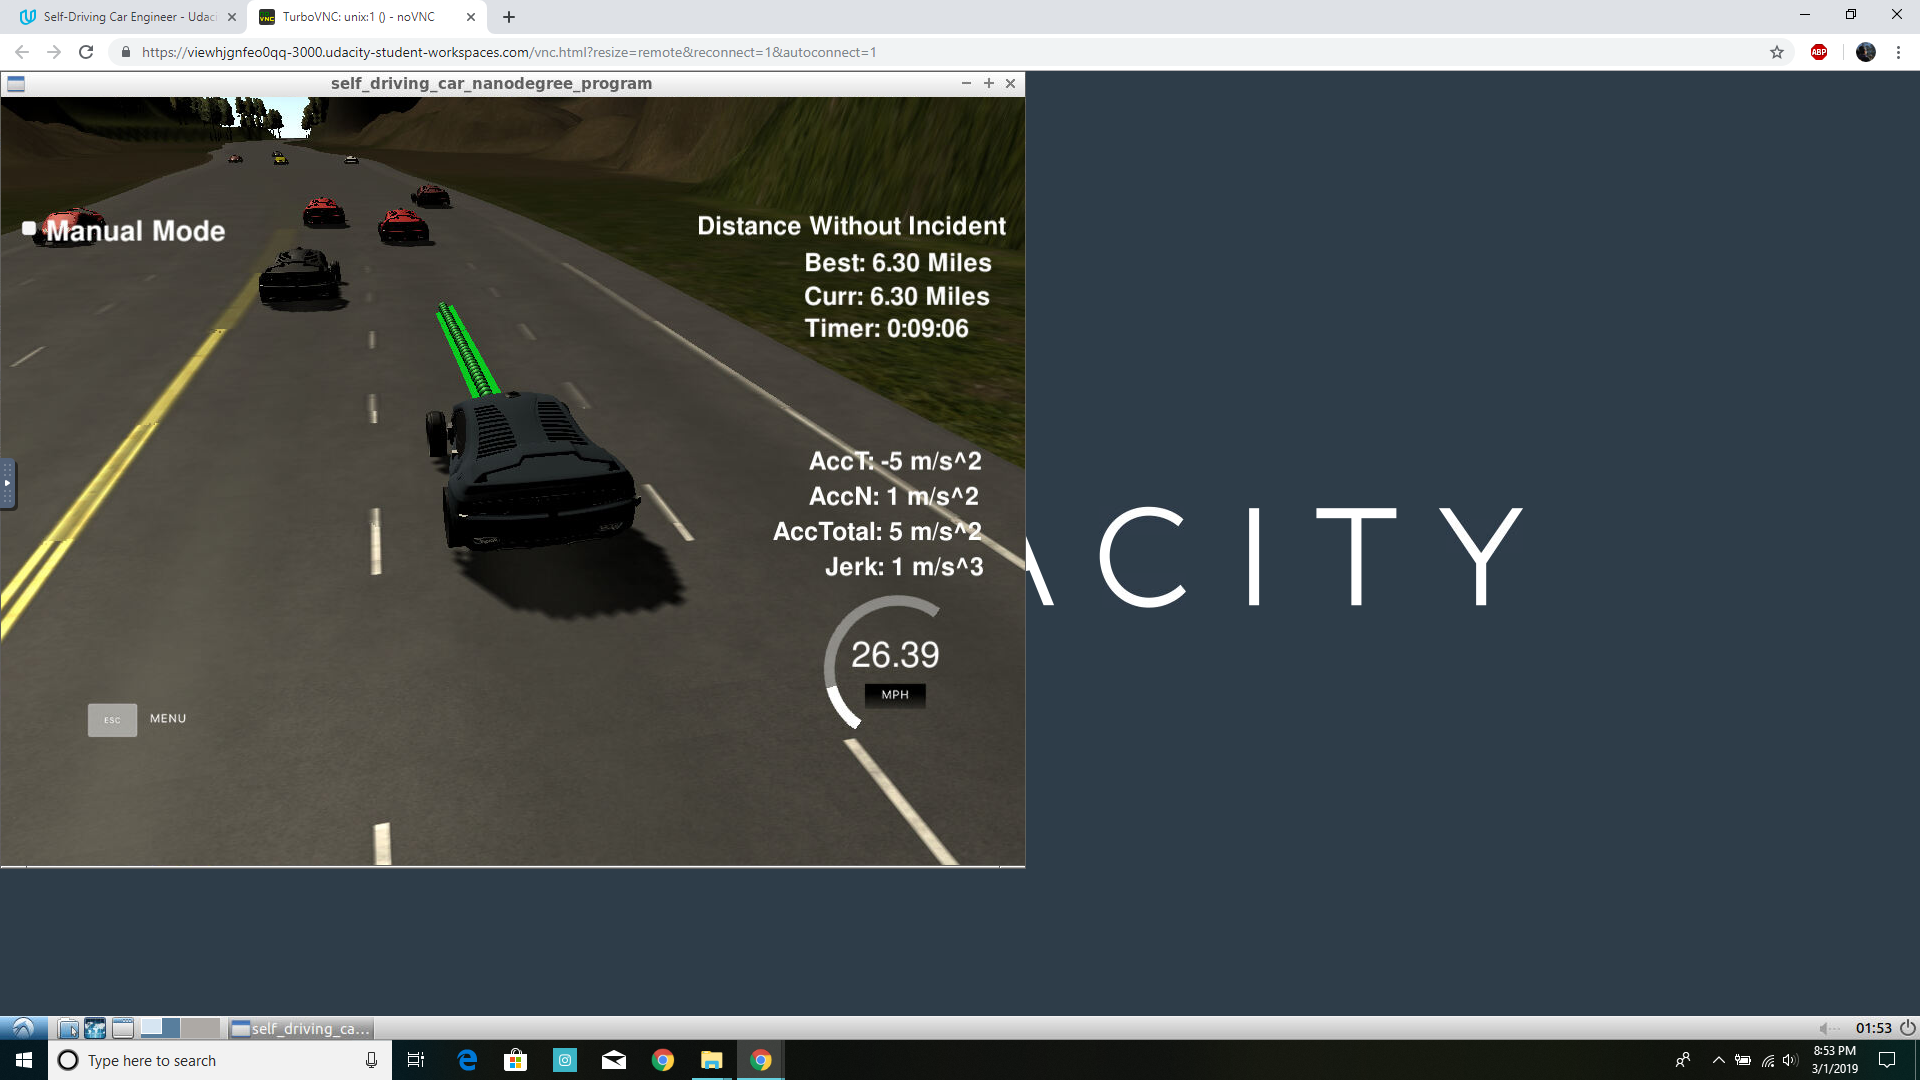 Self-Driving Car Engineer - Udaci
TurboVNC: unix:1 () - noVNC
https://viewhjgnfeo0qq-3000.udacity-student-workspaces.com/vnc.html?resize=remote&reconnect=1&autoconnect=1
ABP
self_driving_car_nanodegree_program
Manual Mode
Distance Without Incident
Best: 6.30 Miles
Curr: 6.30 Miles
Timer: 0:09:06
AccT: -5 m/s^2
AccN: 1 m/s^2
AccTotal: 5 m/s^2
Jerk: 1 m/s^3
26.39
MPH
ESC MENU
ACITY
self_driving_ca...
01:53
Type here to search
8:53 PM
3/1/2019